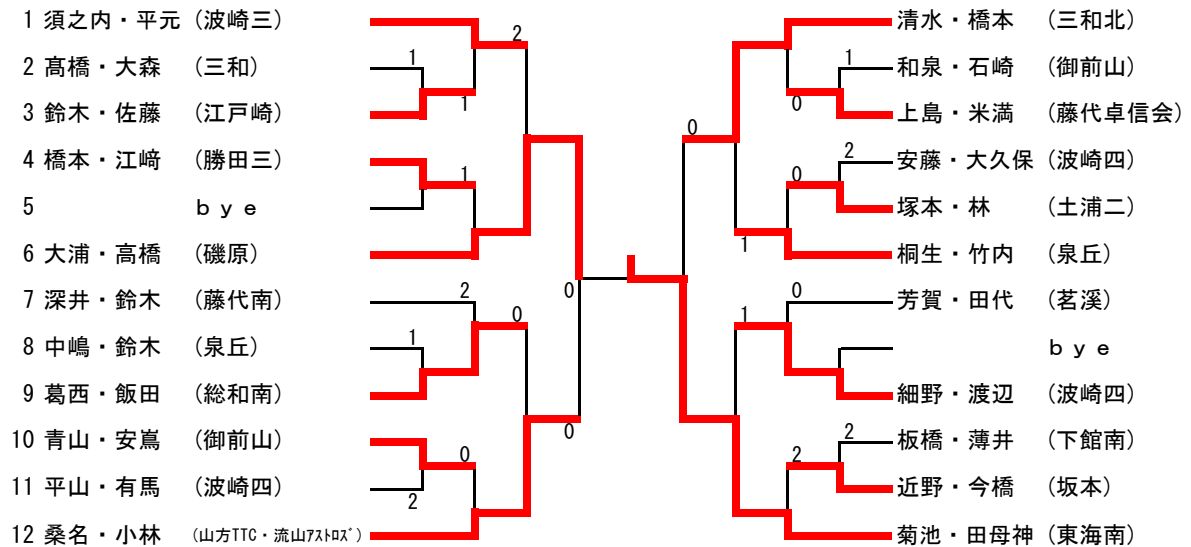 1 須之内・平元 (波崎三)
2 髙橋・大森 (三和)
3 鈴木・佐藤 (江戸崎)
4 橋本・江﨑 (勝田三)
5 ｂｙｅ
6 大浦・高橋 (磯原)
7 深井・鈴木 (藤代南)
8 中嶋・鈴木 (泉丘)
9 葛西・飯田 (総和南)
10 青山・安嶌 (御前山)
11 平山・有馬 (波崎四)
12 桑名・小林 (山方TTC・流山ｱｽﾄﾛｽﾞ)
1
2
1
1
2
0
1
0
2
0
0
0
1
0
2
0
1
0
1
2
2
清水・橋本 (三和北)
和泉・石崎 (御前山)
上島・米満 (藤代卓信会)
安藤・大久保 (波崎四)
塚本・林 (土浦二)
桐生・竹内 (泉丘)
芳賀・田代 (茗溪)
ｂｙｅ
細野・渡辺 (波崎四)
板橋・薄井 (下館南)
近野・今橋 (坂本)
菊池・田母神 (東海南)